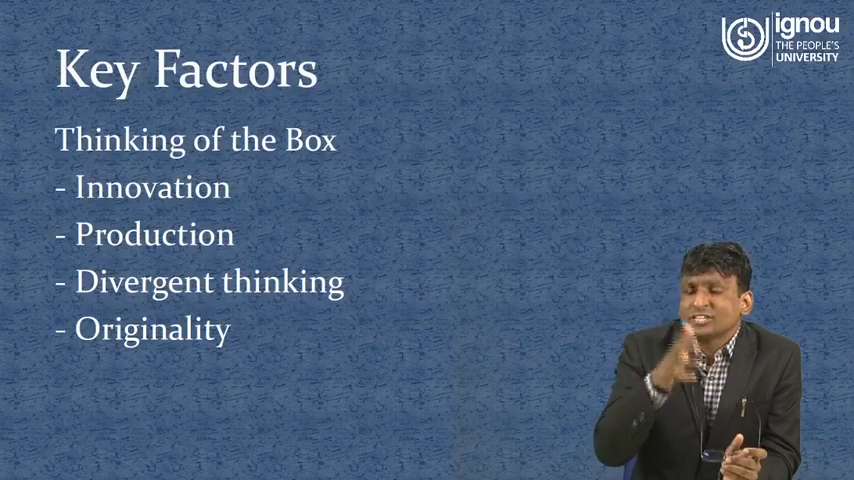 Key Factors
Thinking of the Box
- Innovation
- Production
- Divergent thinking
- Originality
ignou
THE PEOPLE'S
UNIVERSITY